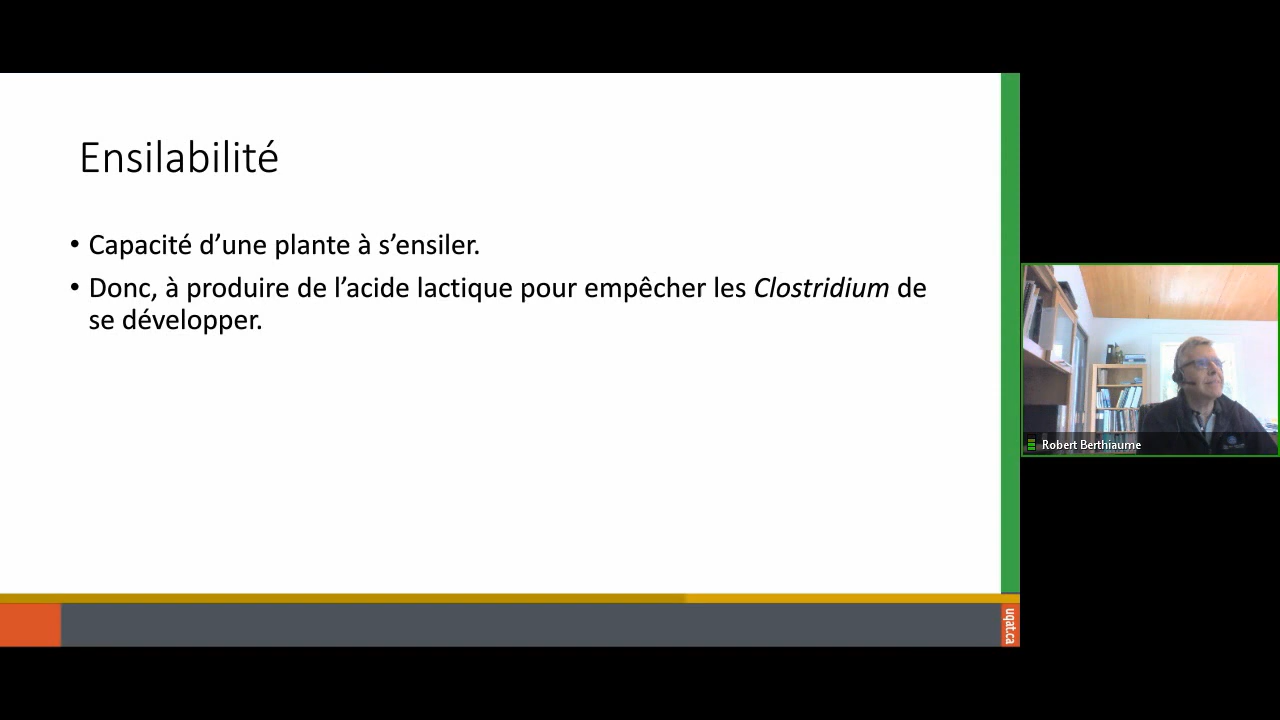 Ensilabilité
• Capacité d’une plante à s’ensiler.
• Donc, à produire de l’acide lactique pour empêcher les Clostridium de
se développer.
Robert Berthiaume
uqat.ca